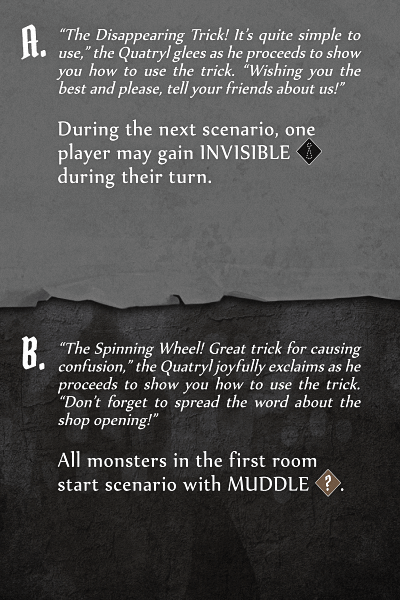 A.
“The Disappearing Trick! It’s quite simple to
use,” the Quatryl glees as he proceeds to show
you how to use the trick. “Wishing you the
best and please, tell your friends about us!”
During the next scenario, one
player may gain INVISIBLE
during their turn.
B.
“The Spinning Wheel! Great trick for causing
confusion,” the Quatryl joyfully exclaims as he
proceeds to show you how to use the trick.
“Don’t forget to spread the word about the
shop opening!”
All monsters in the first room
start scenario with MUDDLE ?.